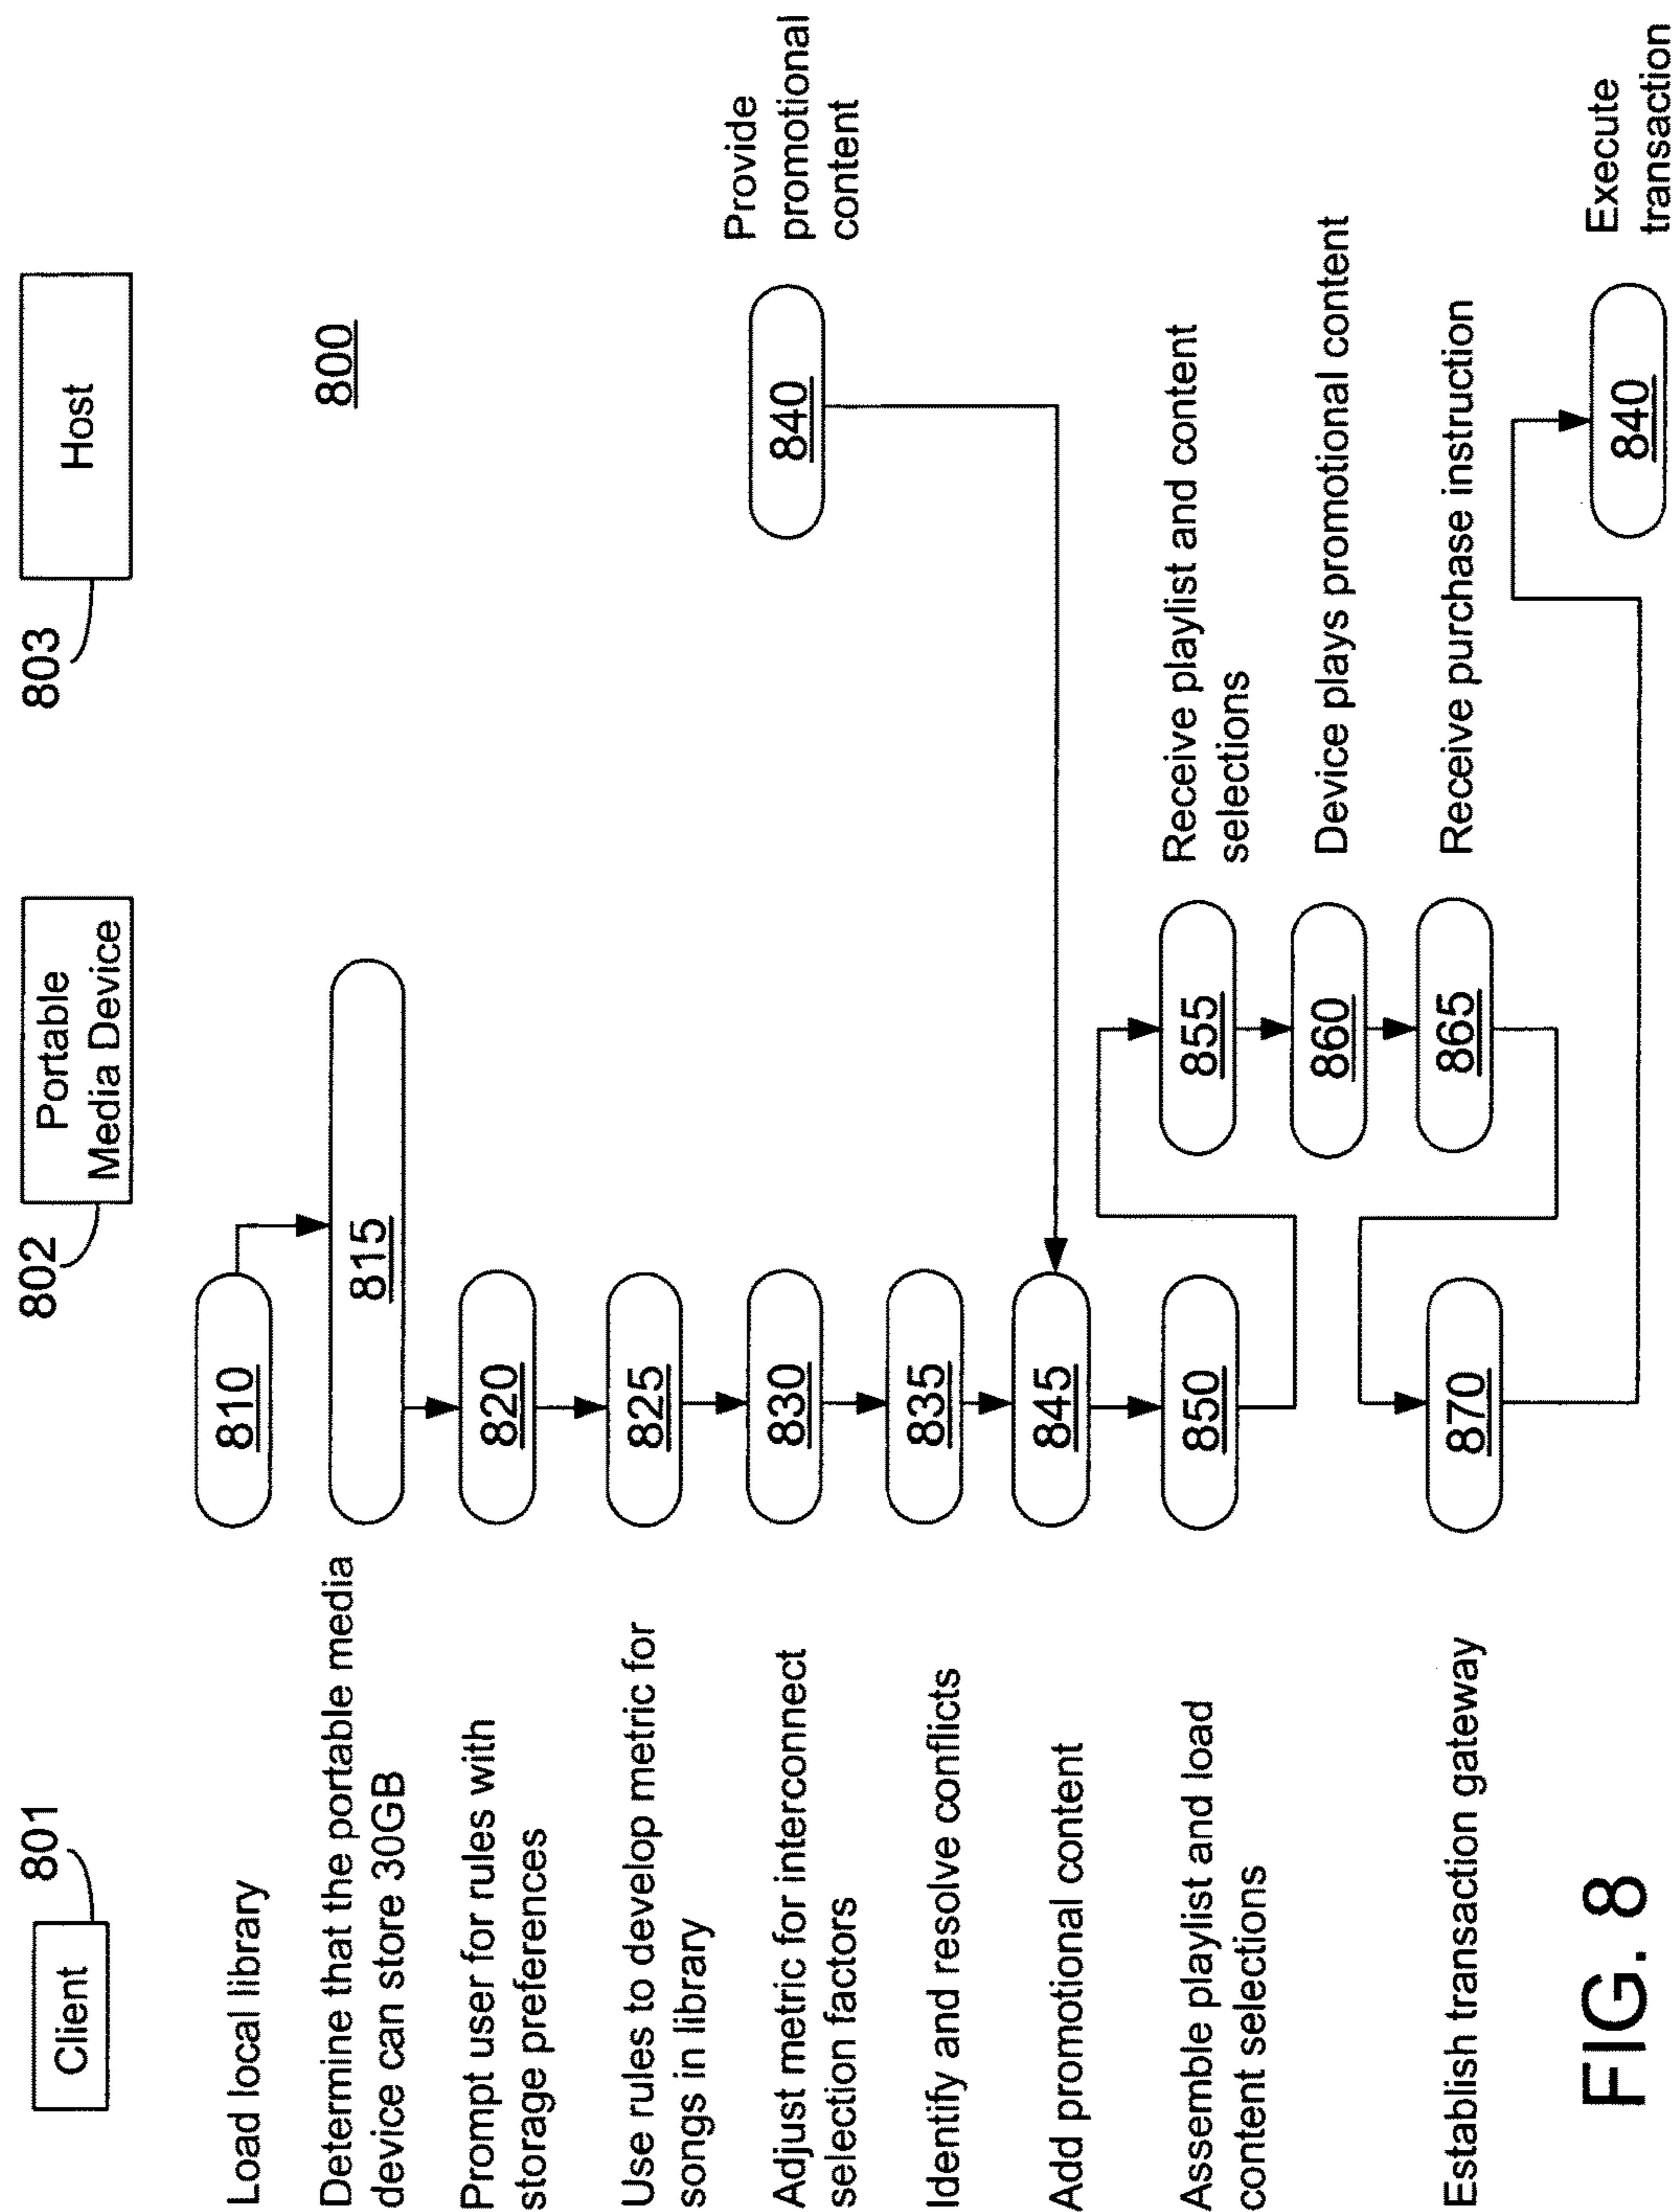 801
Client
802
Portable
Media Device
803
Host
800
Load local library
810
Determine that the portable media
device can store 30GB
815
Prompt user for rules with
storage preferences
820
Use rules to develop metric for
songs in library
825
Adjust metric for interconnect
selection factors
830
840
Provide
promotional
content
Identify and resolve conflicts
835
Add promotional content
845
Assemble playlist and load
content selections
850
855
Receive playlist and content
selections
860
Device plays promotional content
865
Receive purchase instruction
Establish transaction gateway
870
840
Execute
transaction
FIG. 8